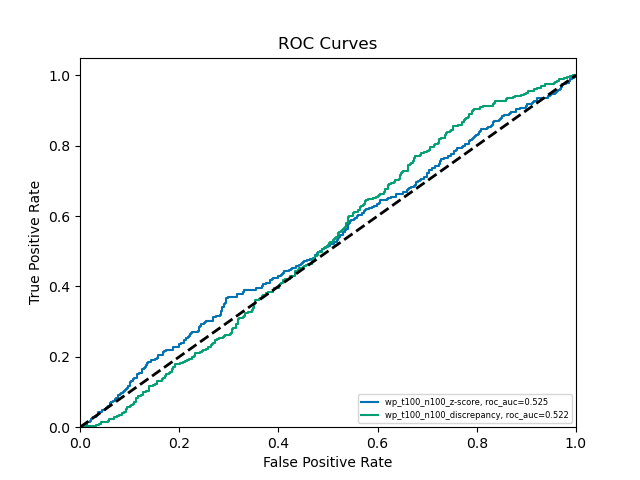 ROC Curves
True Positive Rate
1.0
0.8
0.6
0.4
0.2
0.0
0.0 0.2 0.4 0.6 0.8 1.0
False Positive Rate
wp_t100_n100_z-score, roc_auc=0.525
wp_t100_n100_discrepancy, roc_auc=0.522